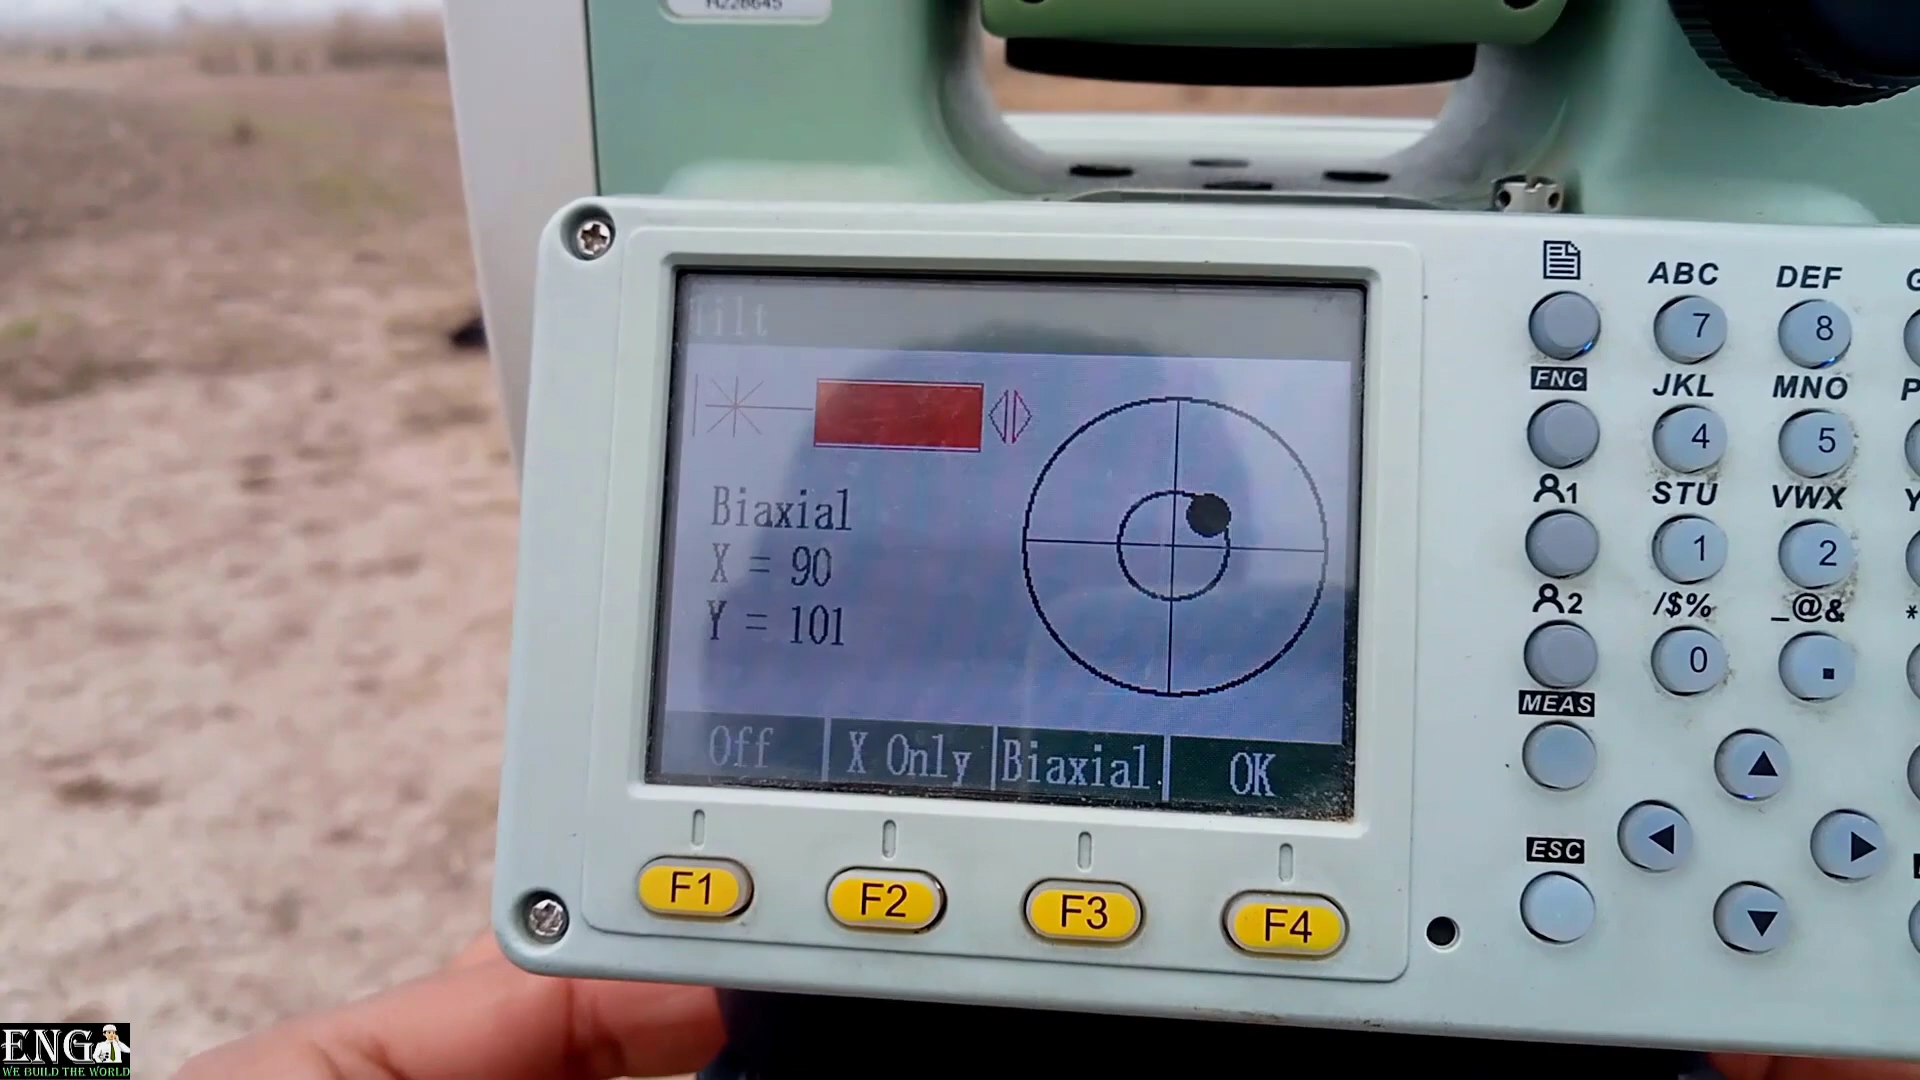 Tilt
Biaxial
X = 90
Y = 101
Off
X Only
Biaxial
OK
F1
F2
F3
F4
ABC
DEF
7
8
FNC
JKL
MNO
4
5
1
STU
VWX
1
2
2
/$%
_@&
0
.
MEAS
ESC
ENG
WE BUILD THE WORLD